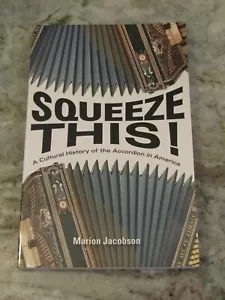 SQUEEZE
THIS!
A Cultural History of the Accordion in America
Marion Jacobson